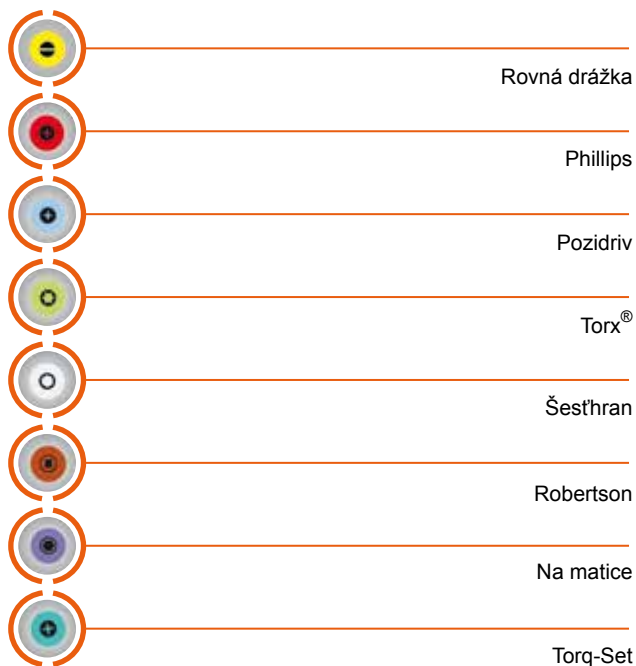 Rovná drážka
Phillips
Pozidriv
Torx®
Šesťhran
Robertson
Na matice
Torq-Set